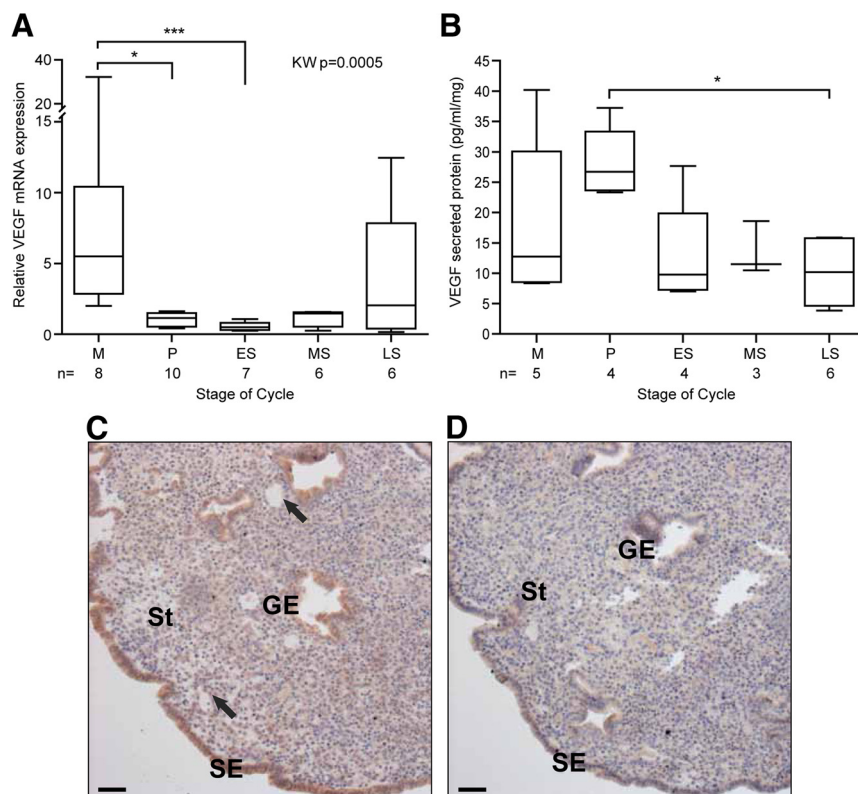 A
***
*
KW p=0.0005
Relative VEGF mRNA expression
40
20
15
10
5
0
M P ES MS LS
n= 8 10 7 6 6
Stage of Cycle
B
*
VEGF secreted protein (pg/ml/mg)
45
40
35
30
25
20
15
10
5
0
M P ES MS LS
n= 5 4 4 3 6
Stage of Cycle
C
St
GE
SE
D
GE
St
SE